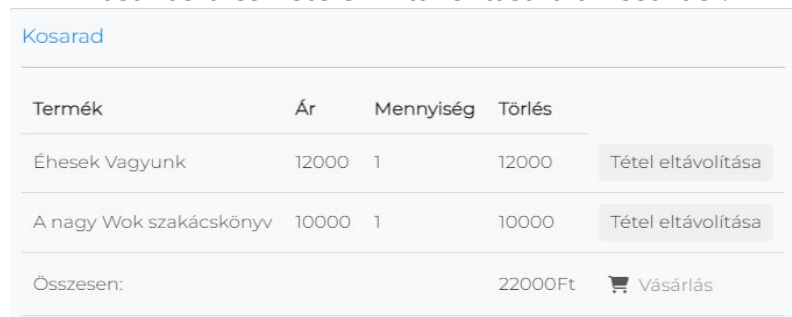 Kosarad
Termék Ár Mennyiség Törlés
Éhesek Vagyunk 12000 1 12000 Tétel eltávolítása
A nagy Wok szakácskönyv 10000 1 10000 Tétel eltávolítása
Összesen: 22000Ft Vásárlás